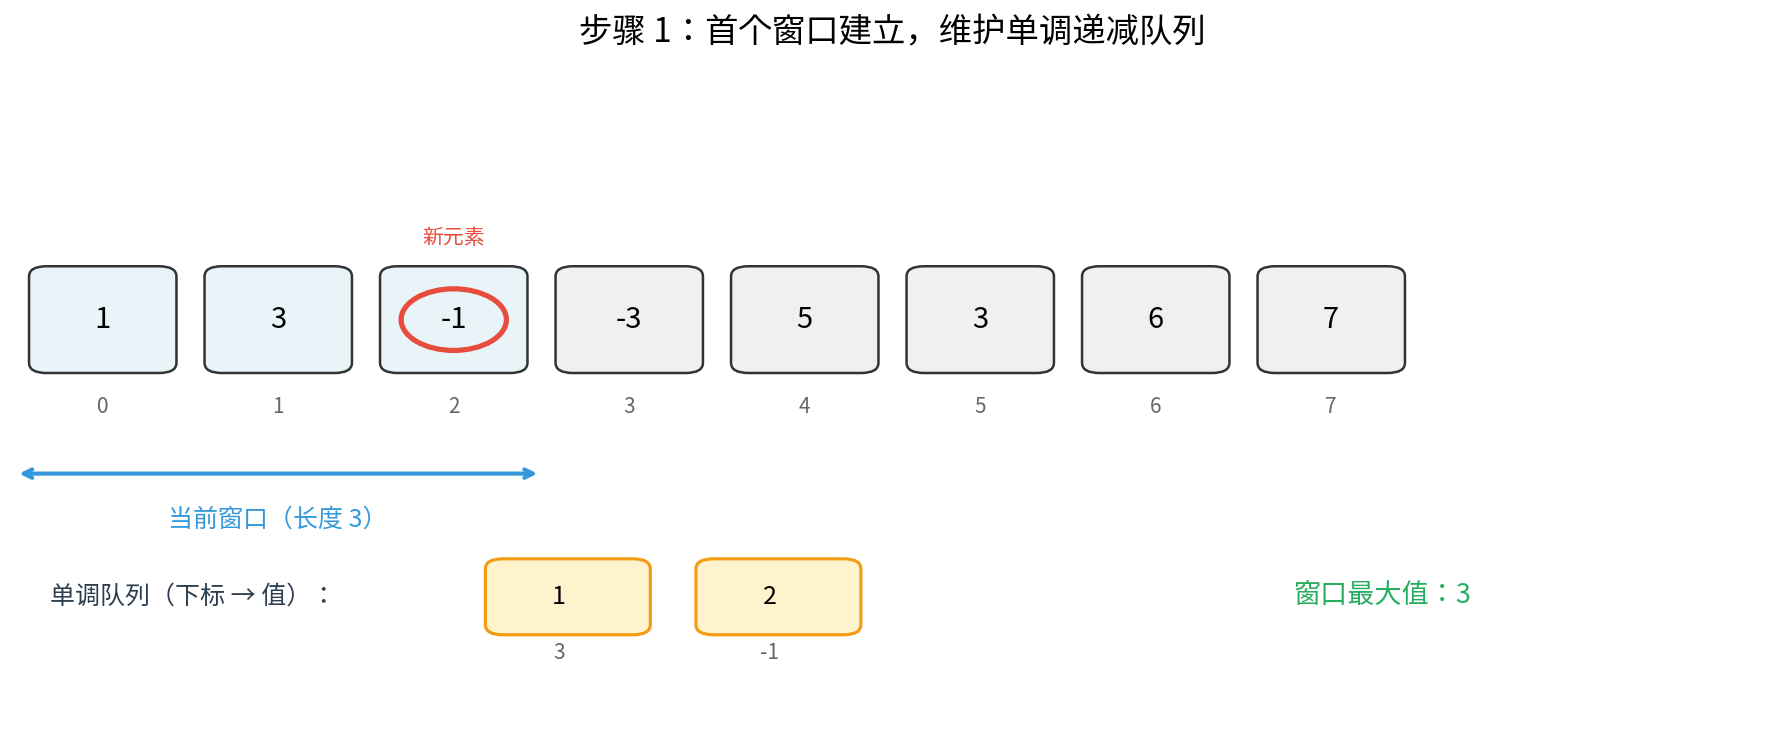 步骤 1：首个窗口建立，维护单调递减队列
新元素
1 3 -1 -3 5 3 6 7
0 1 2 3 4 5 6 7
当前窗口（长度 3）
单调队列（下标 → 值）： 1 2 窗口最大值：3
3 -1